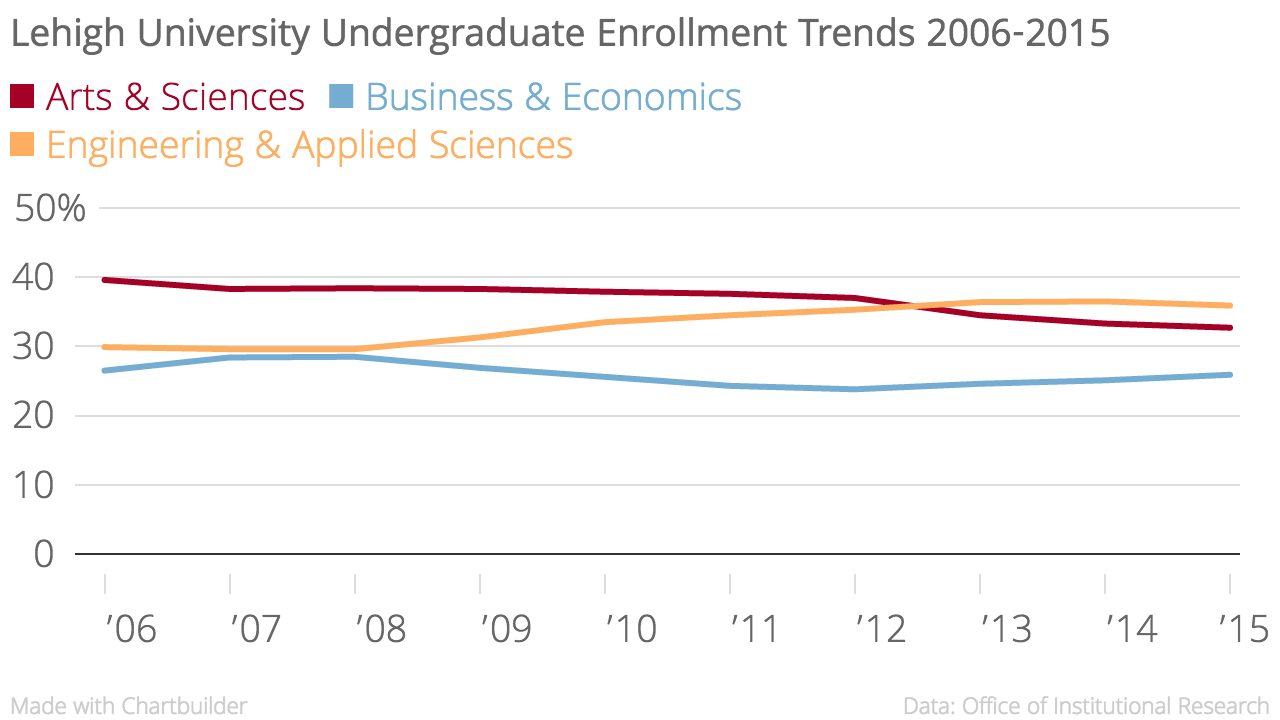 Lehigh University Undergraduate Enrollment Trends 2006-2015
Arts & Sciences Business & Economics
Engineering & Applied Sciences
50%
40
30
20
10
0
’06 ’07 ’08 ’09 ’10 ’11 ’12 ’13 ’14 ’15
Made with Chartbuilder Data: Office of Institutional Research